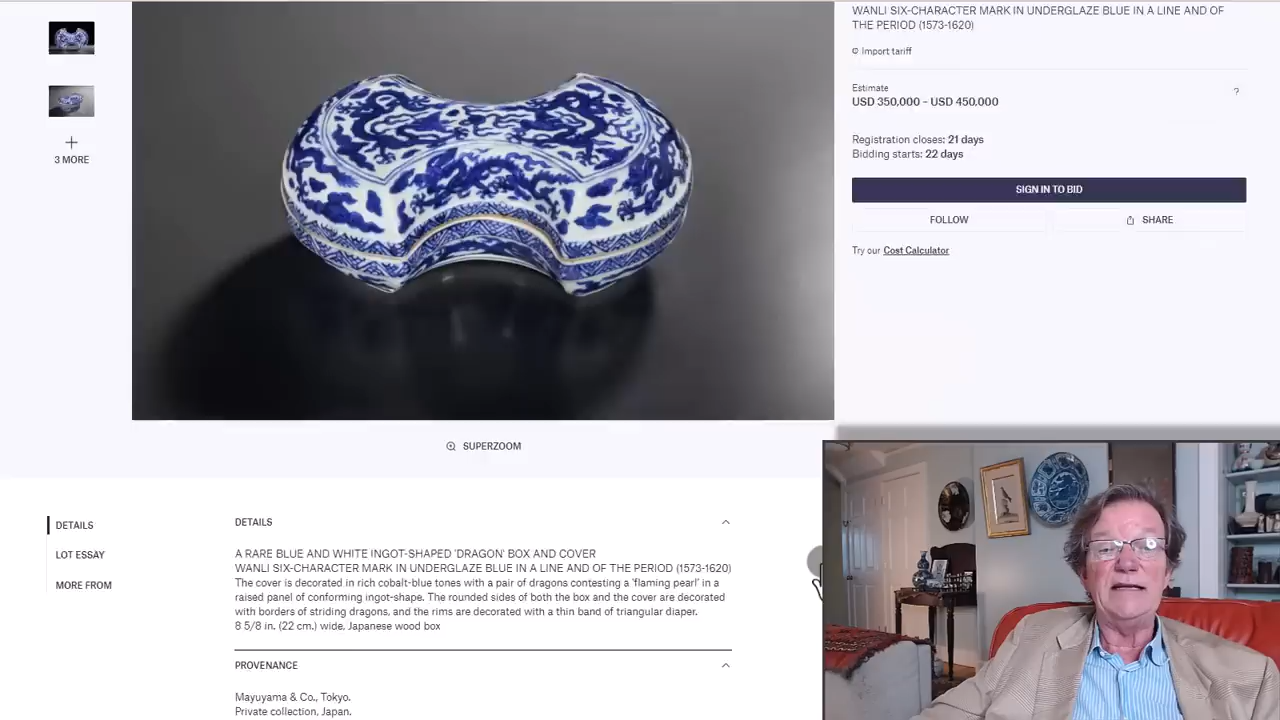 3 MORE
SUPERZOOM
WANLI SIX-CHARACTER MARK IN UNDERGLAZE BLUE IN A LINE AND OF
THE PERIOD (1573-1620)
Import tariff
Estimate
?
USD 350,000 – USD 450,000
Registration closes: 21 days
Bidding starts: 22 days
SIGN IN TO BID
FOLLOW
SHARE
Try our Cost Calculator
DETAILS
LOT ESSAY
MORE FROM
DETAILS
A RARE BLUE AND WHITE INGOT-SHAPED 'DRAGON' BOX AND COVER
WANLI SIX-CHARACTER MARK IN UNDERGLAZE BLUE IN A LINE AND OF THE PERIOD (1573-1620)
The cover is decorated in rich cobalt-blue tones with a pair of dragons contesting a 'flaming pearl' in a
raised panel of conforming ingot-shape. The rounded sides of both the box and the cover are decorated
with borders of striding dragons, and the rims are decorated with a thin band of triangular diaper.
8 5/8 in. (22 cm.) wide, Japanese wood box
PROVENANCE
Mayuyama & Co., Tokyo.
Private collection, Japan.